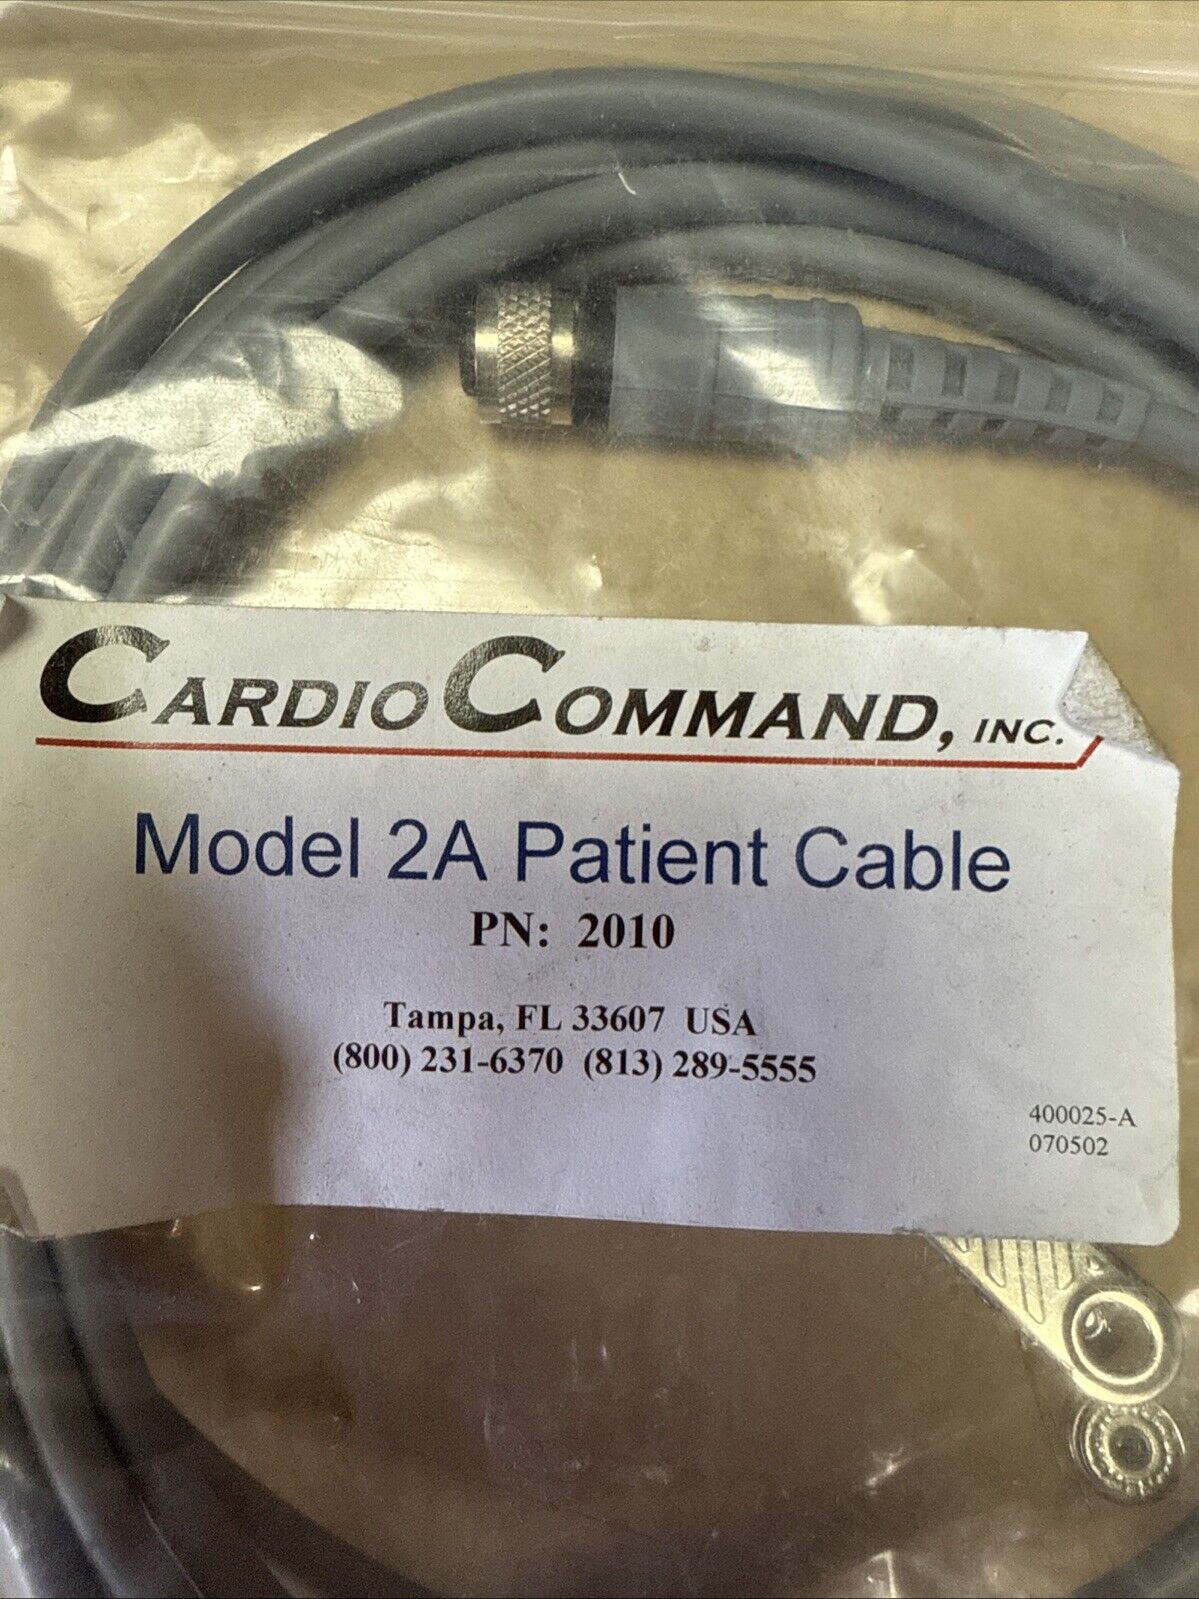 CARDIOCOMMAND, INC.
Model 2A Patient Cable
PN: 2010
Tampa, FL 33607 USA
(800) 231-6370 (813) 289-5555
400025-A
070502